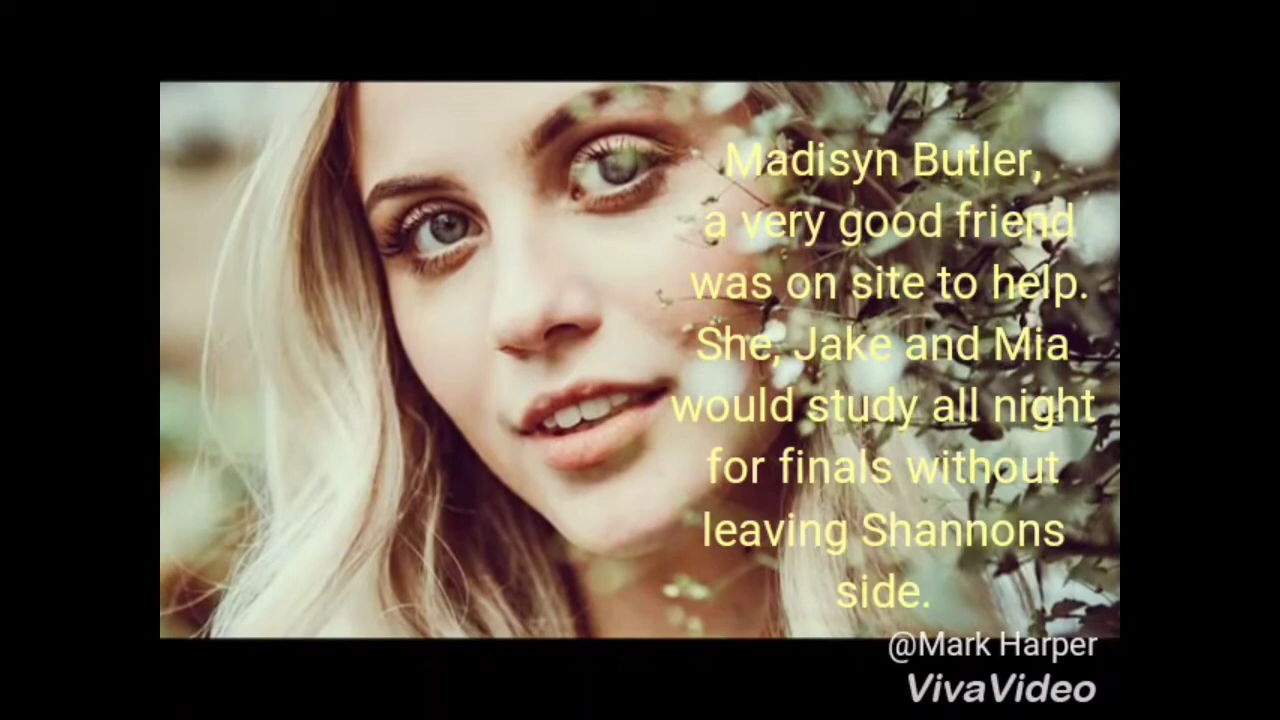 Madisyn Butler,
a very good friend
was on site to help.
She, Jake and Mia
would study all night
for finals without
leaving Shannons
side.
@Mark Harper
VivaVideo